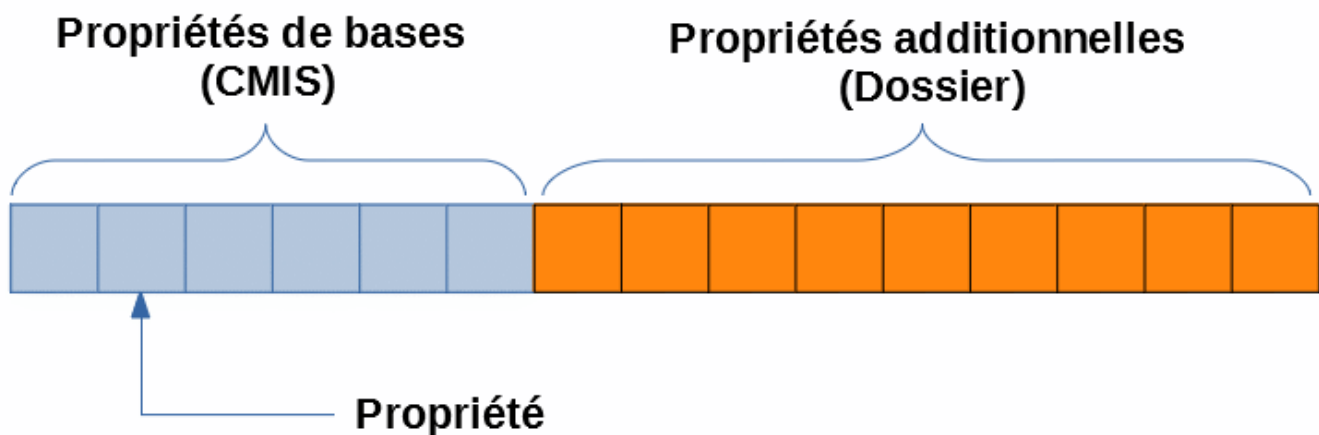 Propriétés de bases
(CMIS)
Propriétés additionnelles
(Dossier)
Propriété